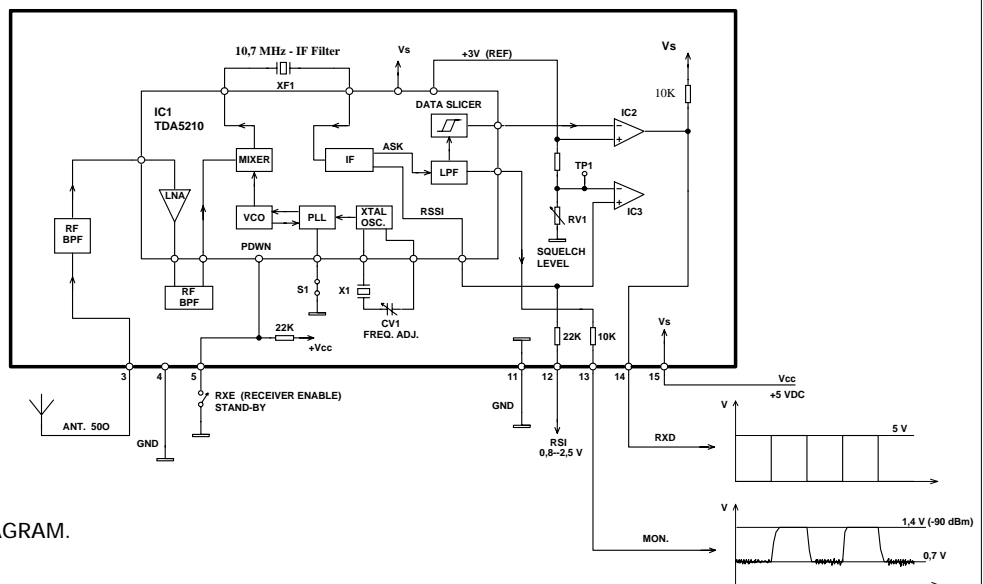 10,7 MHz - IF Filter
XF1
Vs
+3V (REF)
Vs
10K
IC1
TDA5210
DATA SLICER
IC2
ASK
MIXER
IF
LPF
TP1
LNA
IC3
RSSI
XTAL
OSC.
VCO
PLL
RV1
RF
BPF
PDWN
SQUELCH
LEVEL
RF
BPF
S1
X1
CV1
FREQ. ADJ.
22K
+Vcc
22K
10K
Vs
3
4
5
11
12
13
14
15
RXE (RECEIVER ENABLE)
STAND-BY
Vcc
+5 VDC
GND
ANT. 50O
GND
RSI
0,8--2,5 V
RXD
V
5 V
AGRAM.
MON.
V
1,4 V (-90 dBm)
0,7 V